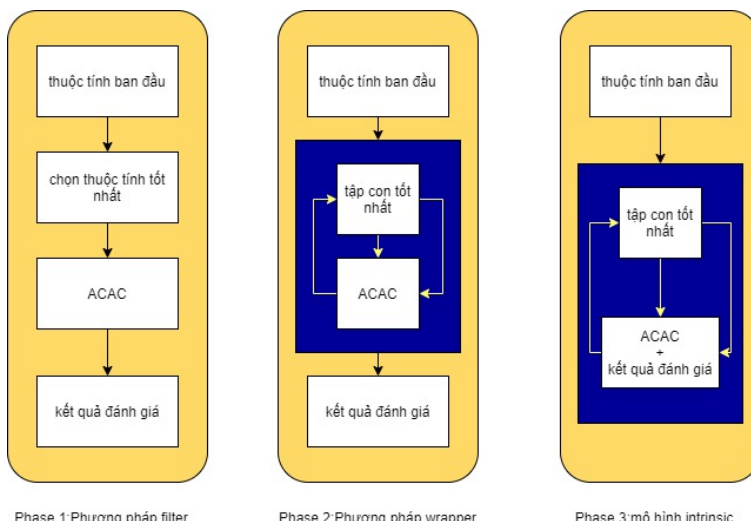 thuộc tính ban đầu
chọn thuộc tính tốt
nhất
ACAC
kết quả đánh giá
Phase 1:Phương pháp filter
thuộc tính ban đầu
tập con tốt
nhất
ACAC
kết quả đánh giá
Phase 2:Phương pháp wrapper
thuộc tính ban đầu
tập con tốt
nhất
ACAC
+
kết quả đánh giá
Phase 3:mô hình intrinsic